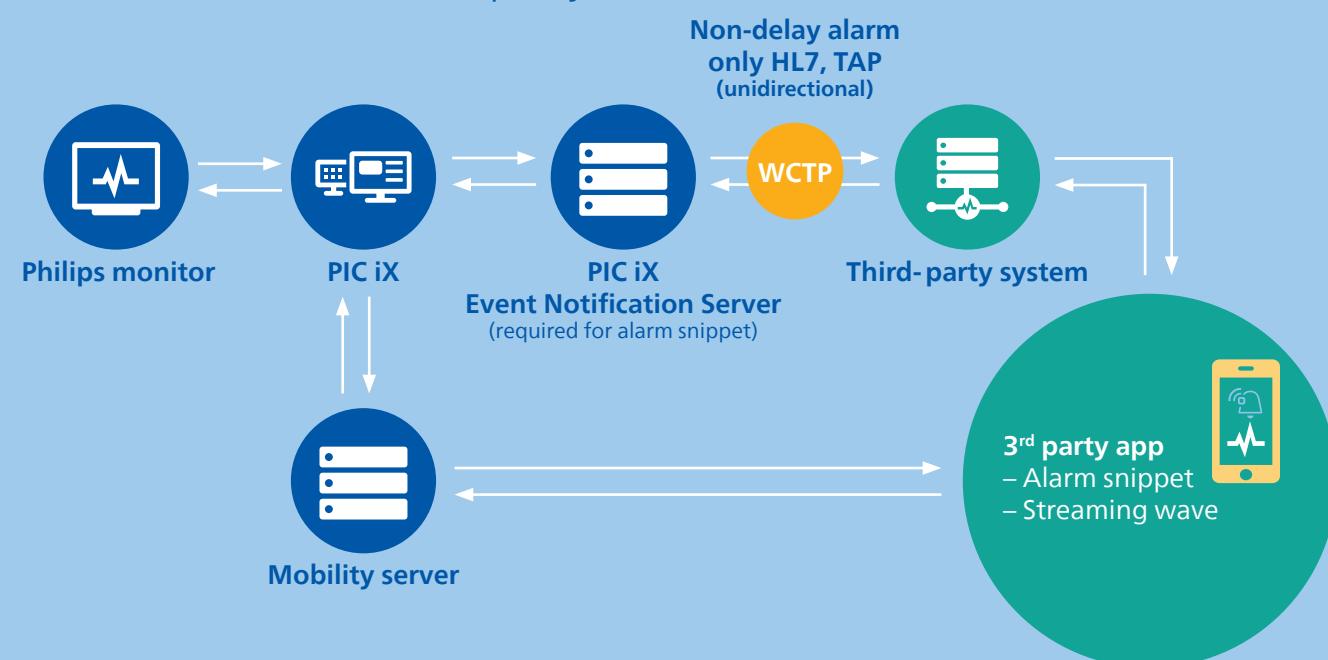 Non-delay alarm
only HL7, TAP
(unidirectional)
WCTP
Philips monitor
PIC iX
PIC iX
Event Notification Server
(required for alarm snippet)
Third-party system
3rd party app
– Alarm snippet
– Streaming wave
Mobility server